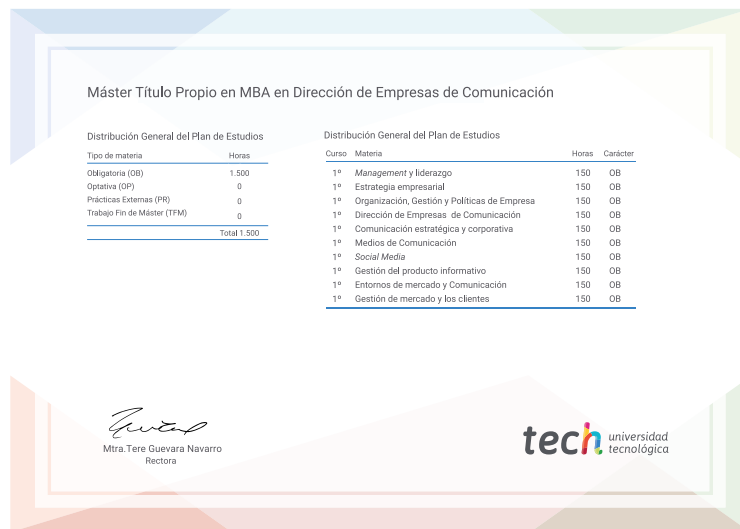 Máster Título Propio en MBA en Dirección de Empresas de Comunicación
Distribución General del Plan de Estudios
Tipo de materia Horas
Obligatoria (OB) 1.500
Optativa (OP) 0
Prácticas Externas (PR) 0
Trabajo Fin de Máster (TFM) 0
Total 1.500
Distribución General del Plan de Estudios
Curso Materia Horas Carácter
1º Management y liderazgo 150 OB
1º Estrategia empresarial 150 OB
1º Organización, Gestión y Políticas de Empresa 150 OB
1º Dirección de Empresas de Comunicación 150 OB
1º Comunicación estratégica y corporativa 150 OB
1º Medios de Comunicación 150 OB
1º Social Media 150 OB
1º Gestión del producto informativo 150 OB
1º Entornos de mercado y Comunicación 150 OB
1º Gestión de mercado y los clientes 150 OB
Mtra.Tere Guevara Navarro
Rectora
tech universidad
tecnológica